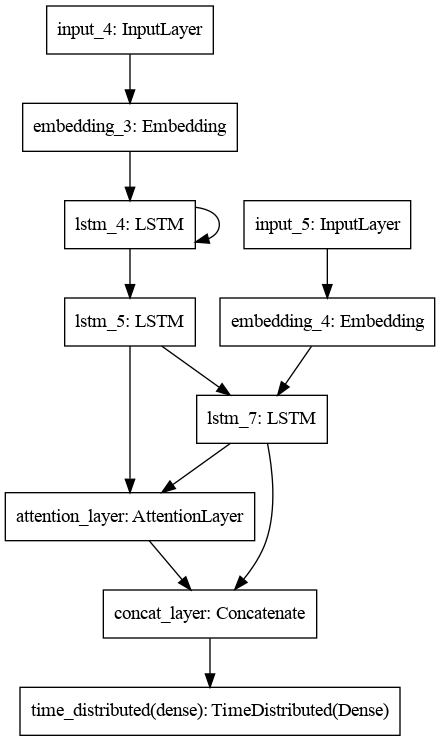 input_4: InputLayer
embedding_3: Embedding
lstm_4: LSTM
input_5: InputLayer
lstm_5: LSTM
embedding_4: Embedding
lstm_7: LSTM
attention_layer: AttentionLayer
concat_layer: Concatenate
time_distributed(dense): TimeDistributed(Dense)